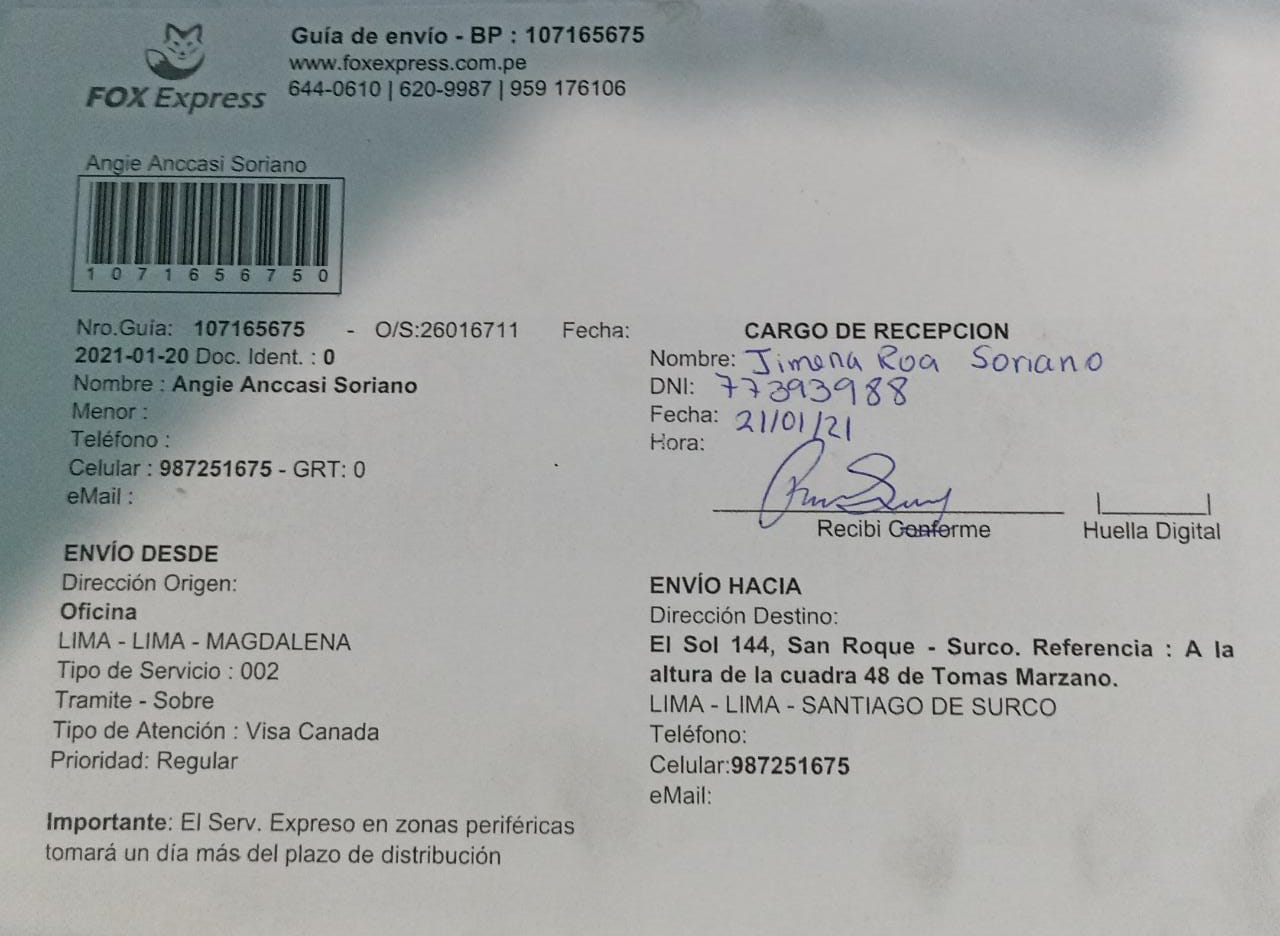 FOX Express
Guía de envío - BP : 107165675
www.foxexpress.com.pe
644-0610 | 620-9987 | 959 176106
Angie Anccasi Soriano
1 0 7 1 6 5 6 7 5 0
Nro.Guía: 107165675 - O/S:26016711 Fecha:
2021-01-20 Doc. Ident. : 0
Nombre : Angie Anccasi Soriano
Menor :
Teléfono :
Celular : 987251675 - GRT: 0
eMail :
CARGO DE RECEPCION
Nombre: Jimena Roa Soriano
DNI: 77393988
Fecha: 21/01/21
Hora:
Recibi Conferme
Huella Digital
ENVÍO DESDE
Dirección Origen:
Oficina
LIMA - LIMA - MAGDALENA
Tipo de Servicio : 002
Tramite - Sobre
Tipo de Atención : Visa Canada
Prioridad: Regular
Importante: El Serv. Expreso en zonas periféricas
tomará un día más del plazo de distribución
ENVÍO HACIA
Dirección Destino:
El Sol 144, San Roque - Surco. Referencia : A la
altura de la cuadra 48 de Tomas Marzano.
LIMA - LIMA - SANTIAGO DE SURCO
Teléfono:
Celular:987251675
eMail: